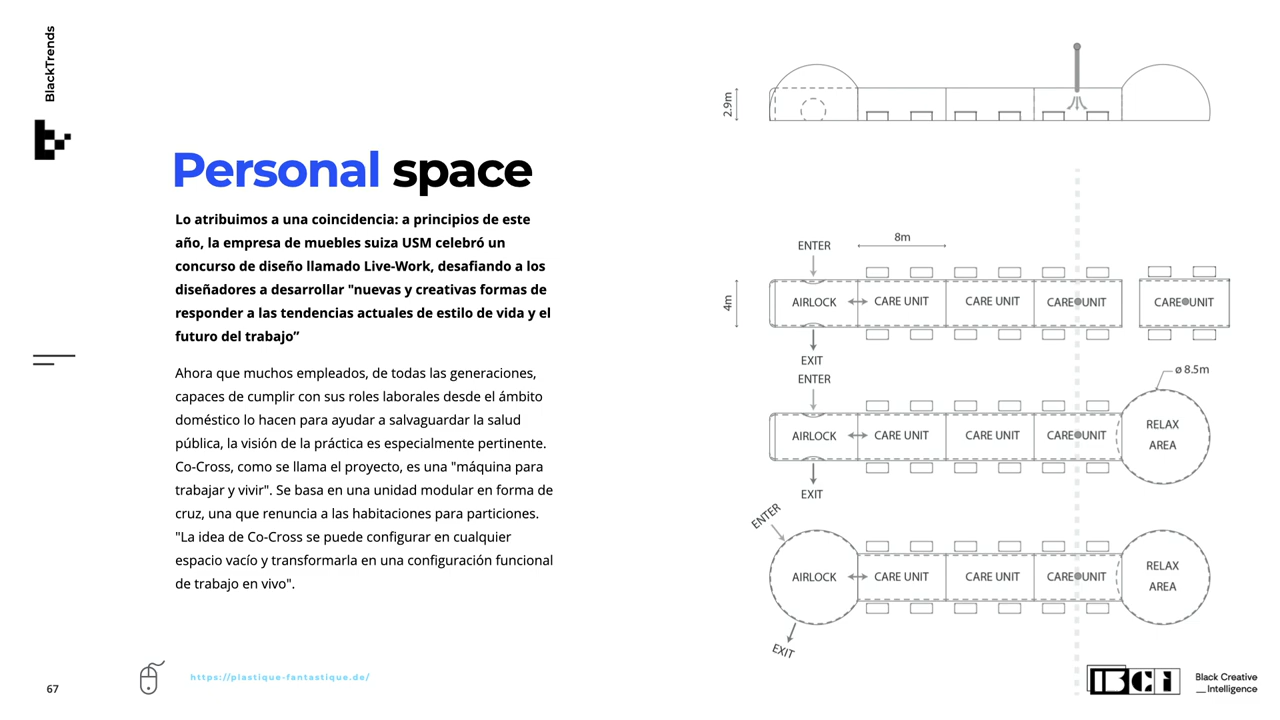 BlackTrends
Personal space
Lo atribuimos a una coincidencia: a principios de este
año, la empresa de muebles suiza USM celebró un
concurso de diseño llamado Live-Work, desafiando a los
diseñadores a desarrollar "nuevas y creativas formas de
responder a las tendencias actuales de estilo de vida y el
futuro del trabajo”
Ahora que muchos empleados, de todas las generaciones,
capaces de cumplir con sus roles laborales desde el ámbito
doméstico lo hacen para ayudar a salvaguardar la salud
pública, la visión de la práctica es especialmente pertinente.
Co-Cross, como se llama el proyecto, es una "máquina para
trabajar y vivir". Se basa en una unidad modular en forma de
cruz, una que renuncia a las habitaciones para particiones.
"La idea de Co-Cross se puede configurar en cualquier
espacio vacío y transformarla en una configuración funcional
de trabajo en vivo".
https://plastique-fantastique.de/
67
2.9m
8m
ENTER
4m
AIRLOCK CARE UNIT CARE UNIT CARE UNIT CARE UNIT
EXIT
ENTER
ø 8.5m
AIRLOCK CARE UNIT CARE UNIT CARE UNIT
RELAX
AREA
EXIT
ENTER
AIRLOCK CARE UNIT CARE UNIT CARE UNIT
RELAX
AREA
EXIT
BCi
Black Creative
__Intelligence